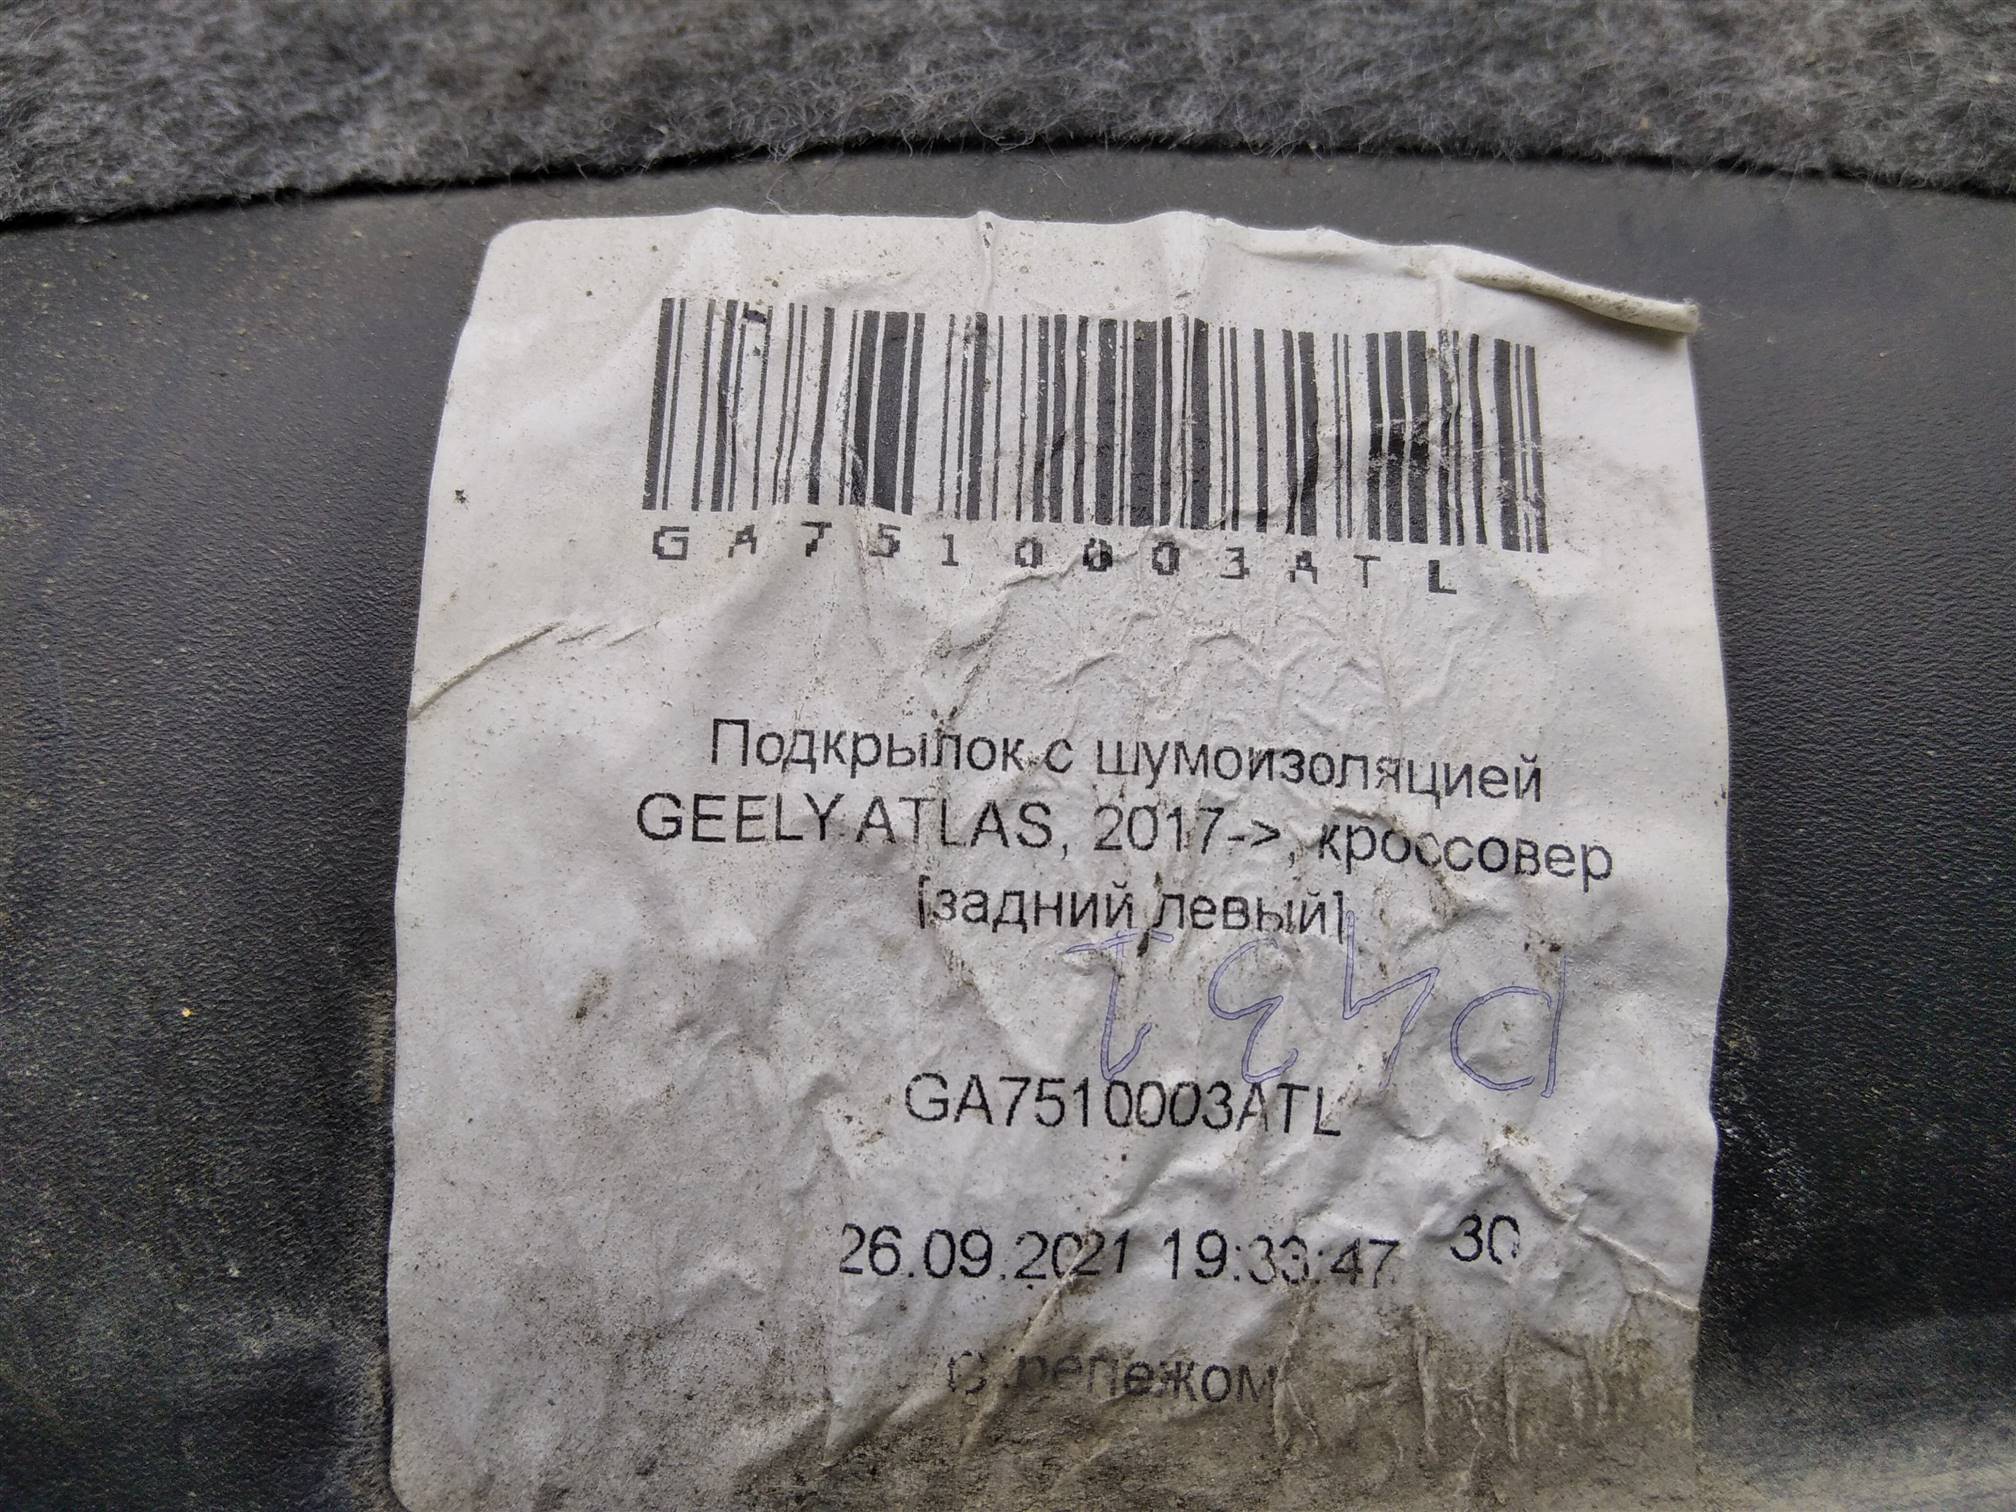 GA7510003ATL
Подкрылок с шумоизоляцией
GEELY ATLAS, 2017->, кроссовер
[задний левый]
GA7510003ATL
26.09.2021 19:33:47 30
С крепежом